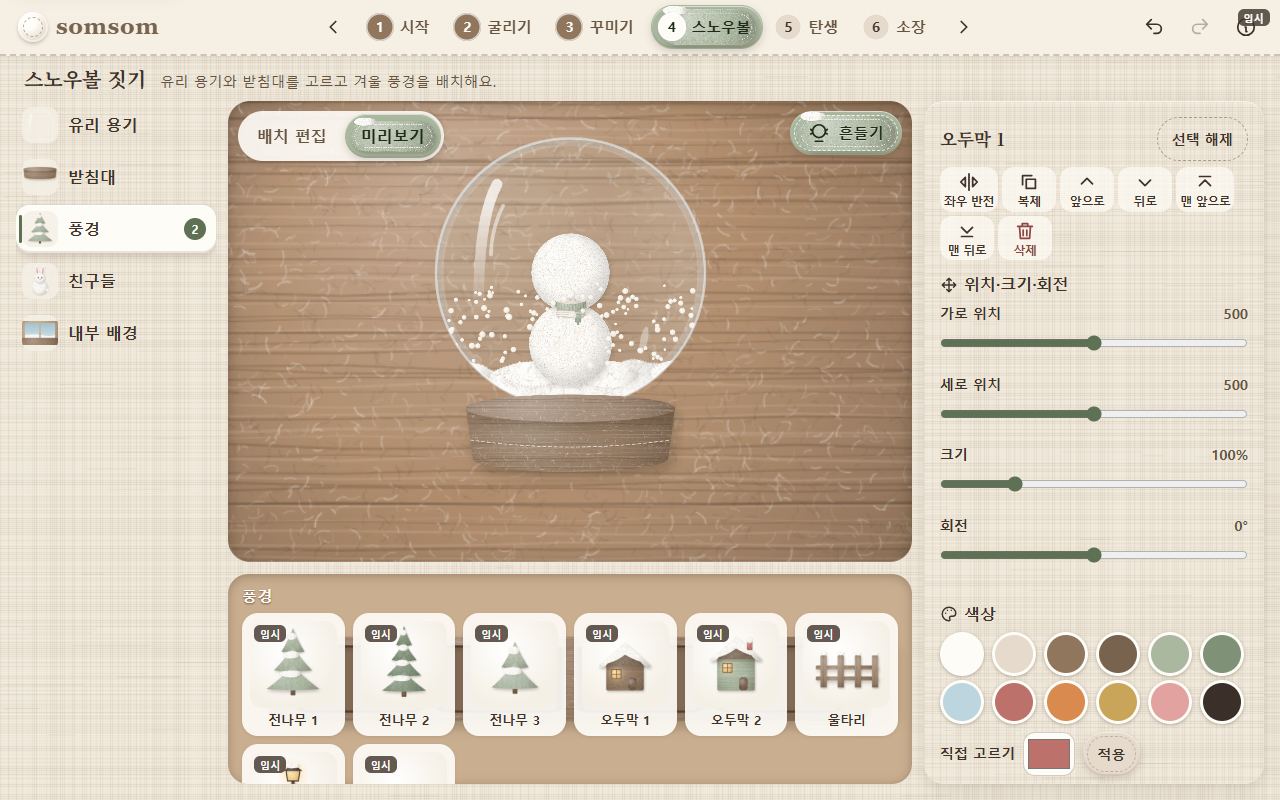 somsom
1 시작
2 굴리기
3 꾸미기
4 스노우볼
5 탄생
6 소장
임시
스노우볼 짓기
유리 용기와 받침대를 고르고 겨울 풍경을 배치해요.
유리 용기
받침대
풍경 2
친구들
내부 배경
배치 편집
미리보기
흔들기
오두막 1
선택 해제
좌우 반전
복제
앞으로
뒤로
맨 앞으로
맨 뒤로
삭제
위치·크기·회전
가로 위치 500
세로 위치 500
크기 100%
회전 0°
색상
직접 고르기
적용
풍경
임시
전나무 1
임시
전나무 2
임시
전나무 3
임시
오두막 1
임시
오두막 2
임시
울타리
임시
임시